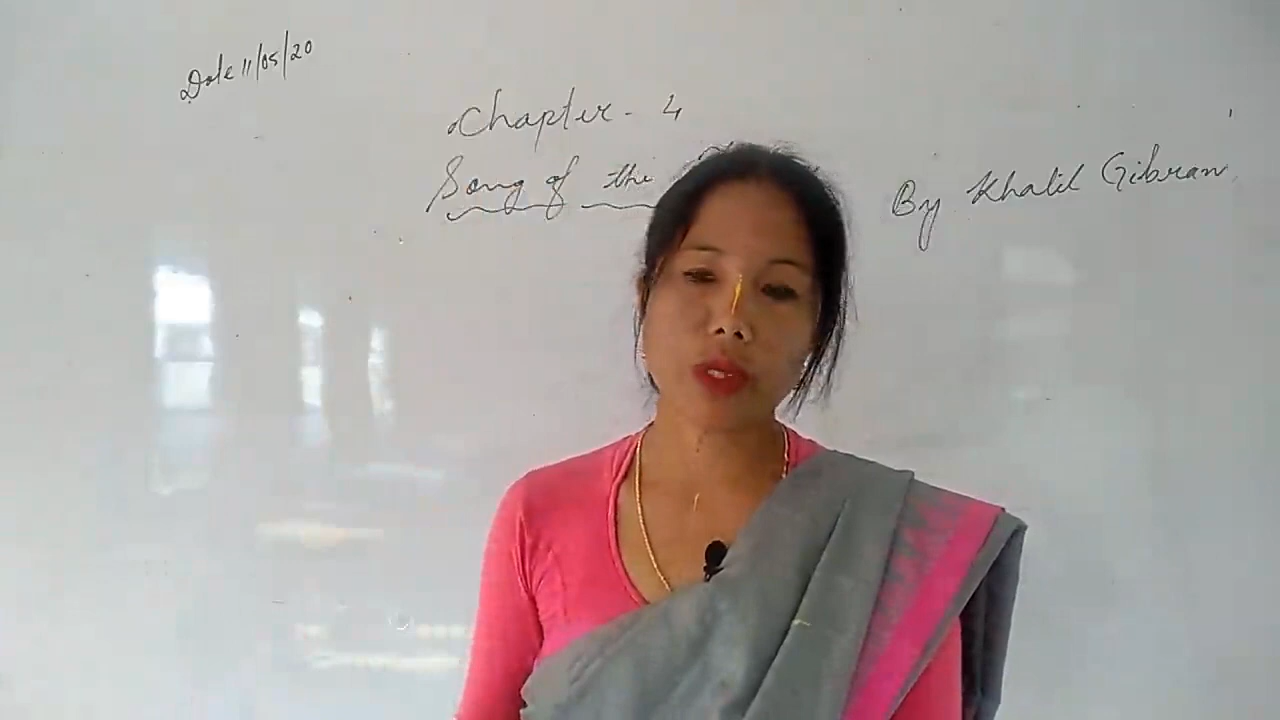 Date 11/05/20
Chapter - 4
Song of the
By Khalil Gibran